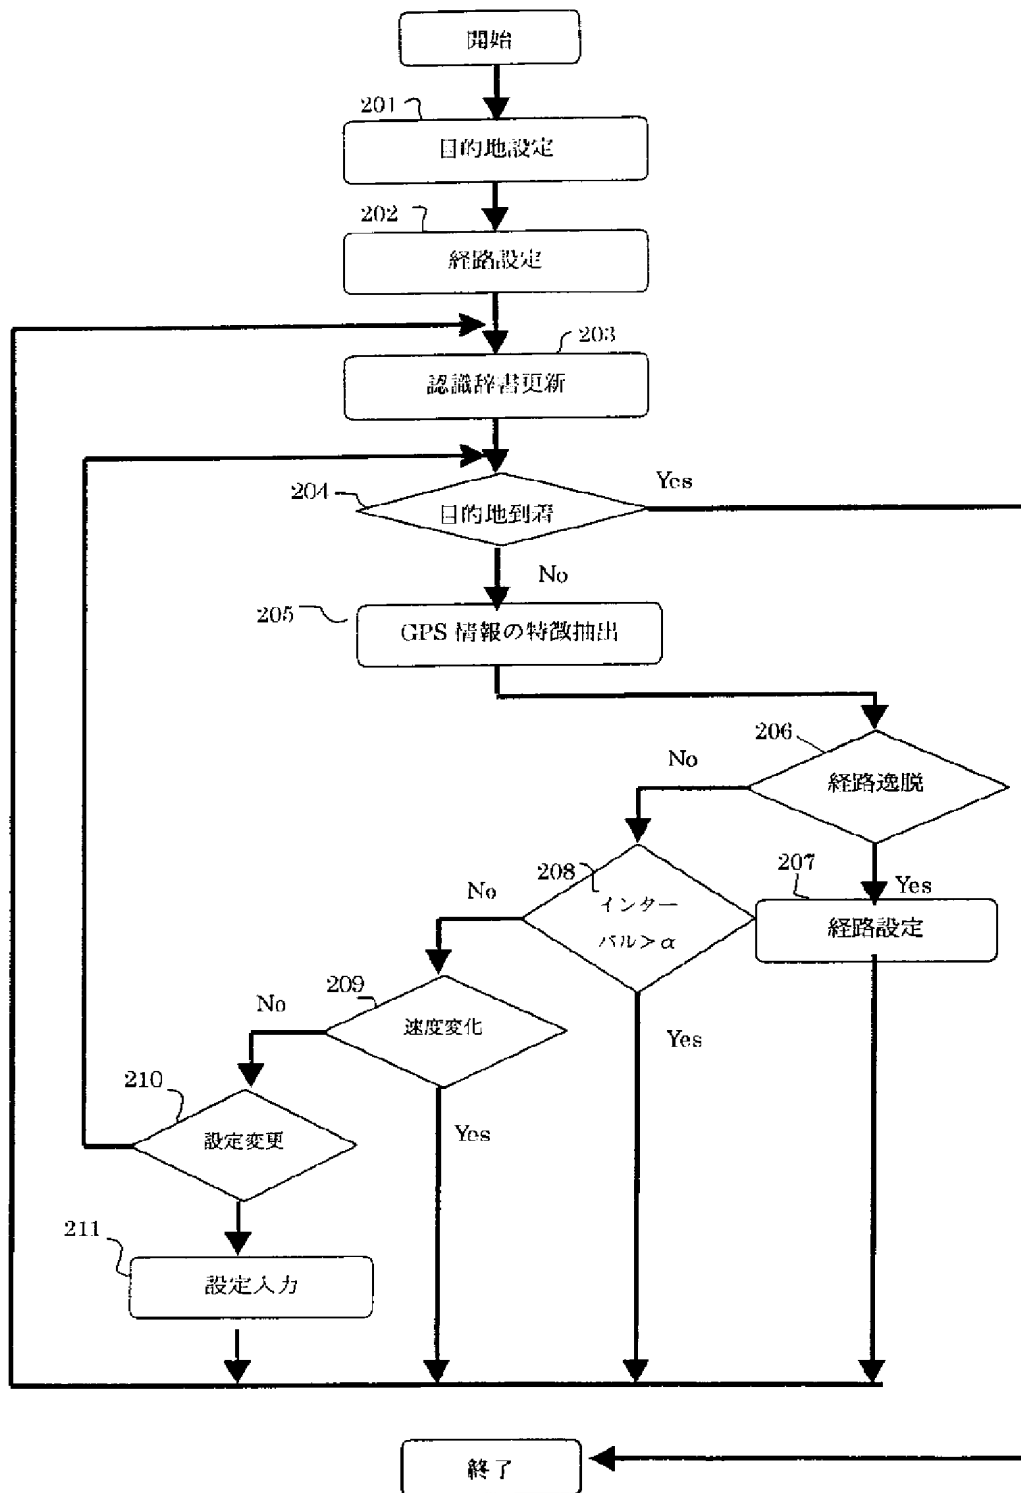 開始
201
目的地設定
202
経路設定
203
認識辞書更新
204
目的地到着
Yes
No
205
GPS 情報の特徴抽出
206
経路逸脱
No
Yes
207
経路設定
208
インター
バル>α
No
Yes
209
速度変化
No
Yes
210
設定変更
211
設定入力
終了